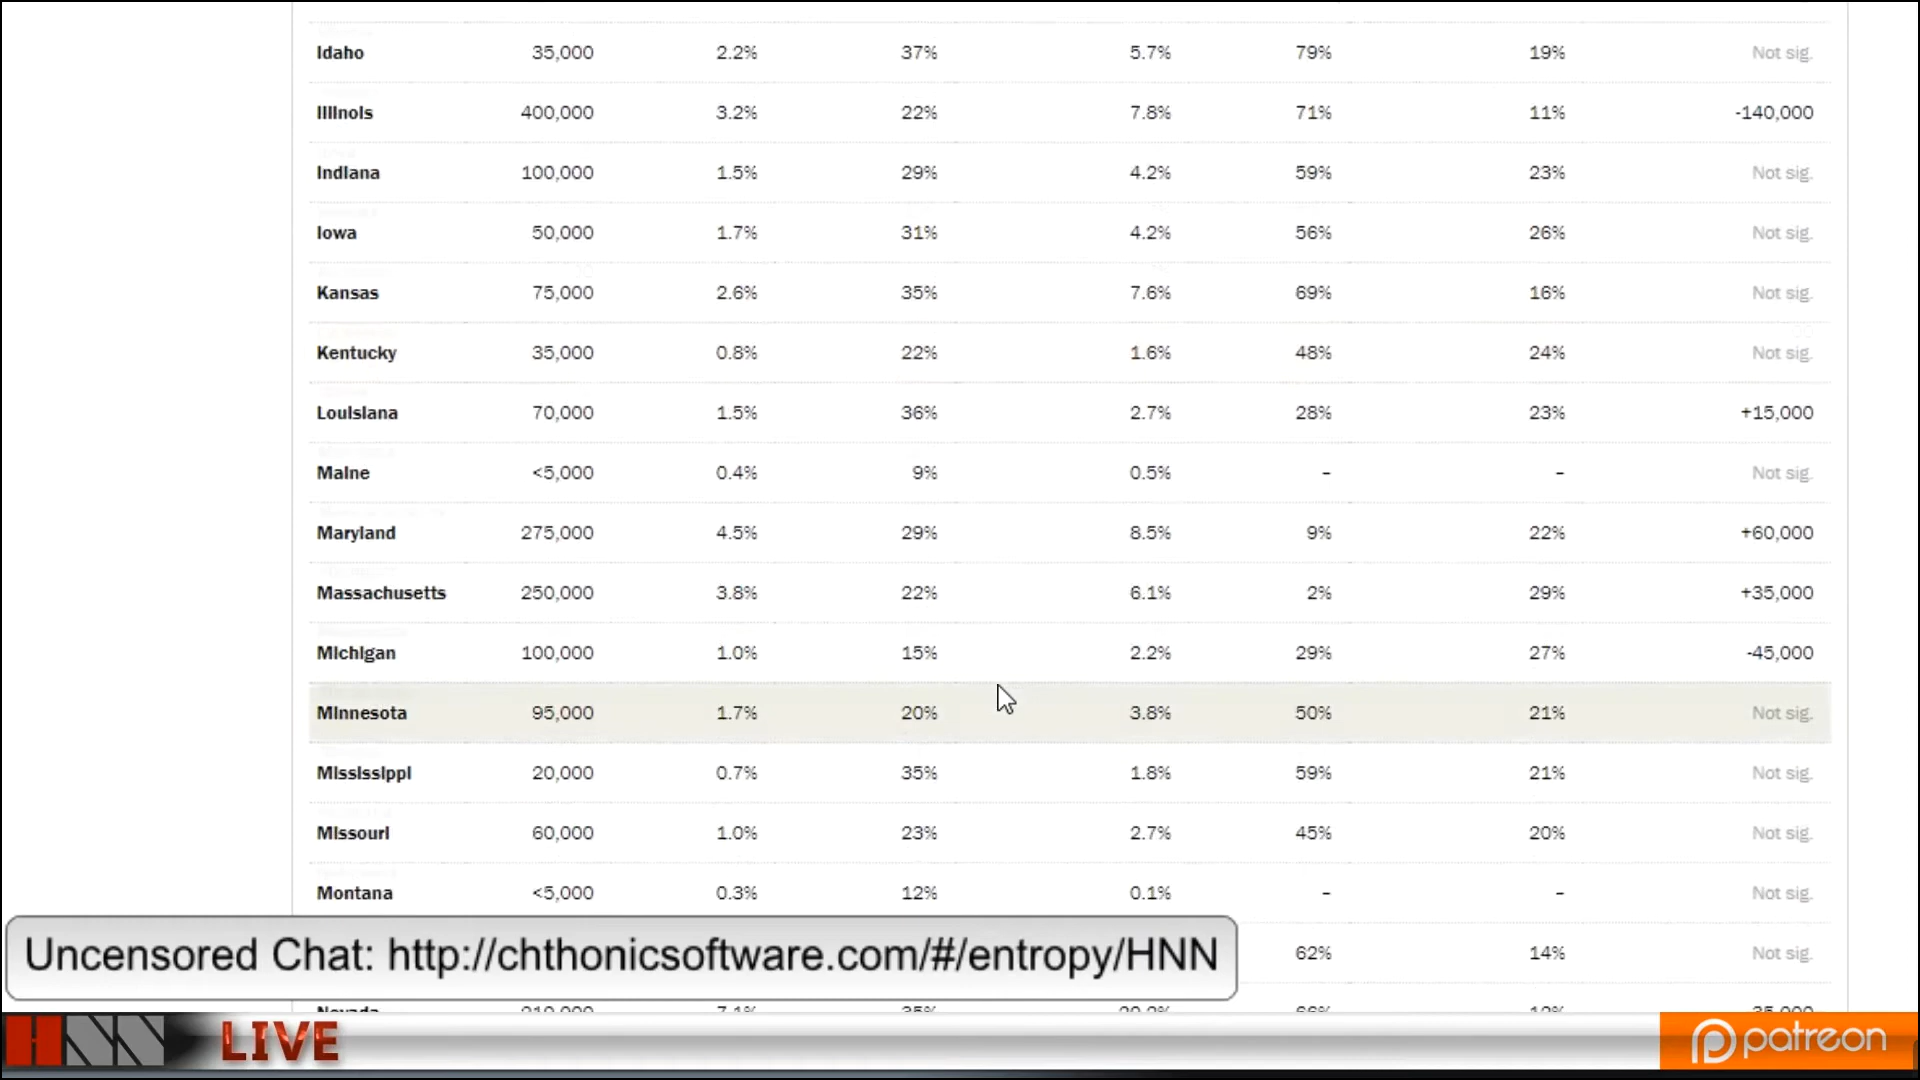 Idaho 35,000 2.2% 37% 5.7% 79% 19% Not sig.
Illinois 400,000 3.2% 22% 7.8% 71% 11% -140,000
Indiana 100,000 1.5% 29% 4.2% 59% 23% Not sig.
Iowa 50,000 1.7% 31% 4.2% 56% 26% Not sig.
Kansas 75,000 2.6% 35% 7.6% 69% 16% Not sig.
Kentucky 35,000 0.8% 22% 1.6% 48% 24% Not sig.
Louisiana 70,000 1.5% 36% 2.7% 28% 23% +15,000
Maine <5,000 0.4% 9% 0.5% – – Not sig.
Maryland 275,000 4.5% 29% 8.5% 9% 22% +60,000
Massachusetts 250,000 3.8% 22% 6.1% 2% 29% +35,000
Michigan 100,000 1.0% 15% 2.2% 29% 27% -45,000
Minnesota 95,000 1.7% 20% 3.8% 50% 21% Not sig.
Mississippi 20,000 0.7% 35% 1.8% 59% 21% Not sig.
Missouri 60,000 1.0% 23% 2.7% 45% 20% Not sig.
Montana <5,000 0.3% 12% 0.1% – – Not sig.
62% 14% Not sig.
Uncensored Chat: http://chthonicsoftware.com/#/entropy/HNN
Nevada
HNN LIVE patreon